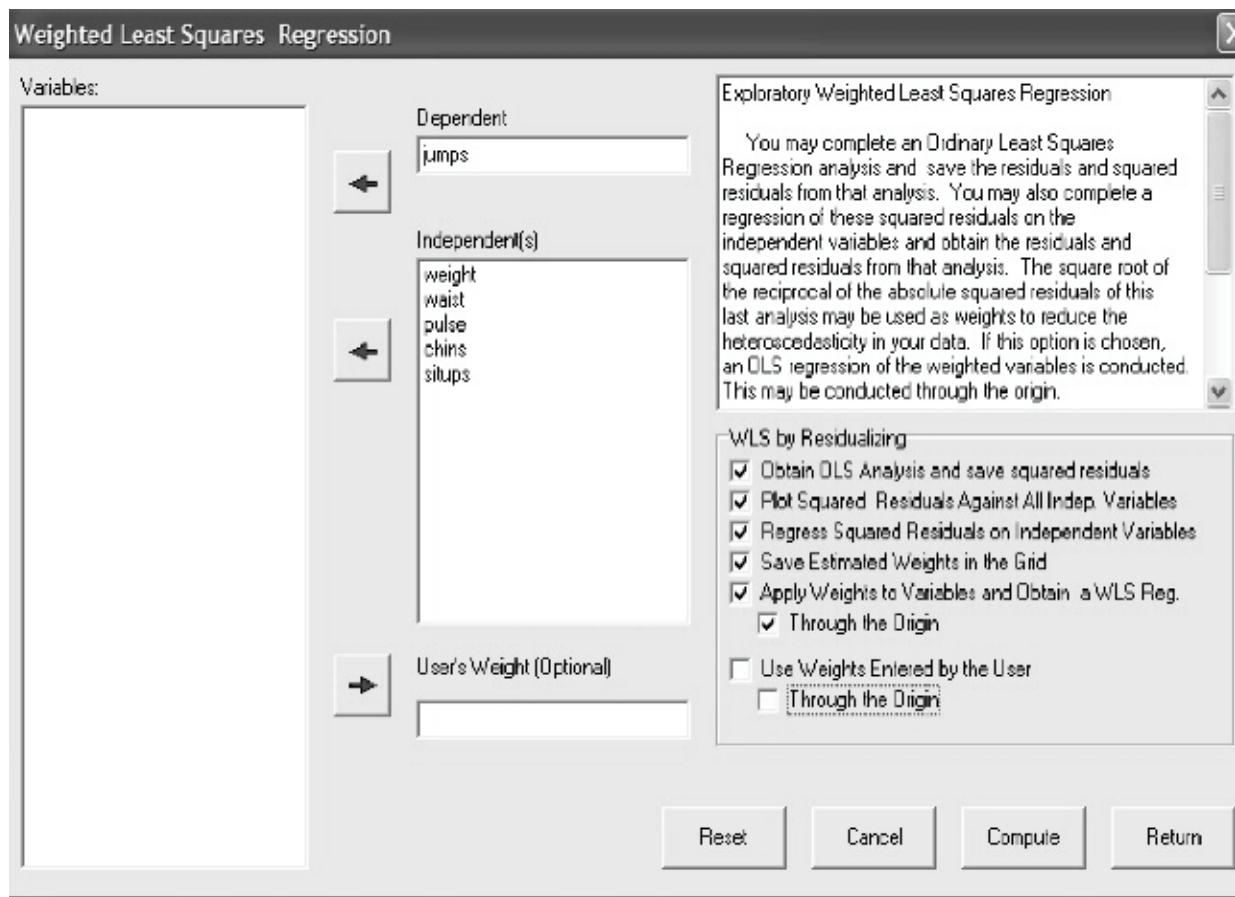 Weighted Least Squares Regression
Variables:
Dependent
jumps
Independent(s)
weight
waist
pulse
chins
situps
User's Weight (Optional)
Exploratory Weighted Least Squares Regression
You may complete an Ordinary Least Squares
Regression analysis and save the residuals and squared
residuals from that analysis. You may also complete a
regression of these squared residuals on the
independent variables and obtain the residuals and
squared residuals from that analysis. The square root of
the reciprocal of the absolute squared residuals of this
last analysis may be used as weights to reduce the
heteroscedasticity in your data. If this option is chosen,
an OLS regression of the weighted variables is conducted.
This may be conducted through the origin.
WLS by Residualizing
Obtain OLS Analysis and save squared residuals
Plot Squared Residuals Against All Indep. Variables
Regress Squared Residuals on Independent Variables
Save Estimated Weights in the Grid
Apply Weights to Variables and Obtain a WLS Reg.
Through the Origin
Use Weights Entered by the User
Through the Origin
Reset
Cancel
Compute
Return